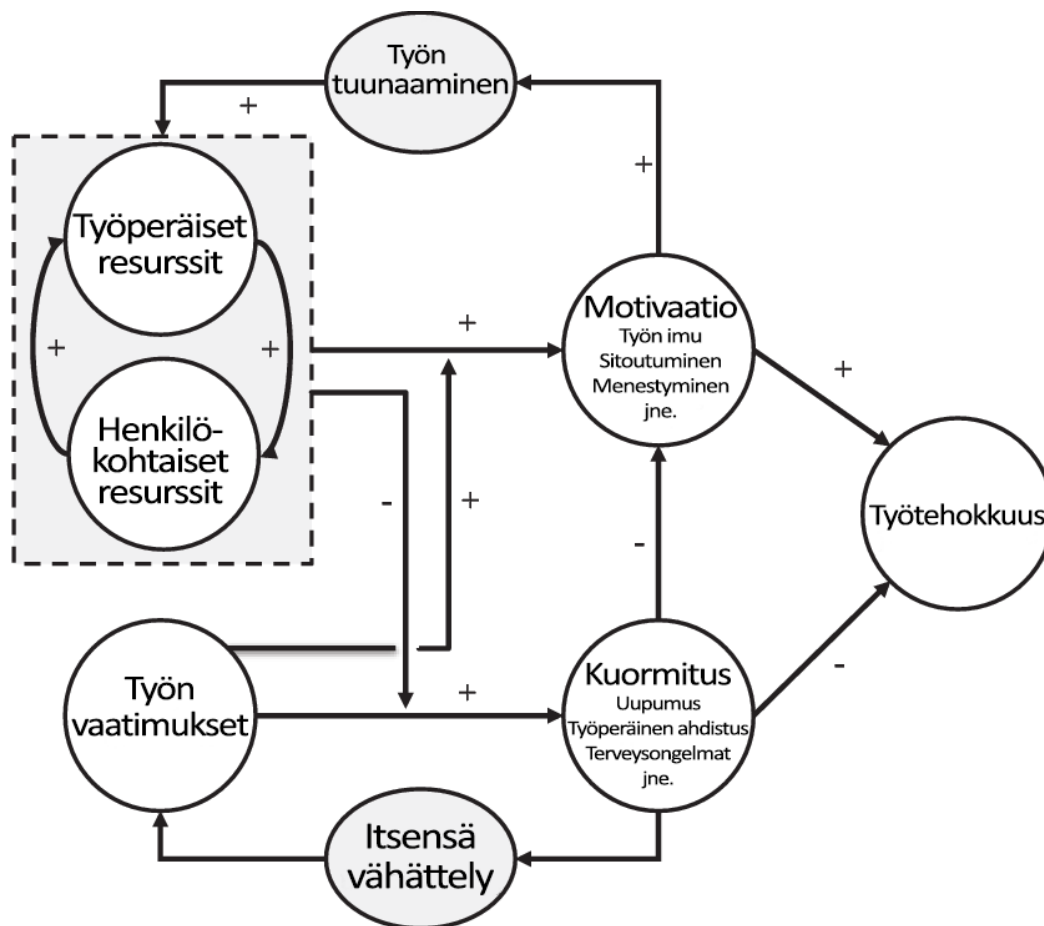 Työn
tuunaaminen
+
+
Työperäiset
resurssit
+
+
Henkilö-
kohtaiset
resurssit
+
Motivaatio
Työn imu
Sitoutuminen
Menestyminen
jne.
+
-
+
-
Työtehokkuus
Työn
vaatimukset
+
Kuormitus
Uupumus
Työperäinen ahdistus
Terveysongelmat
jne.
-
Itsensä
vähättely